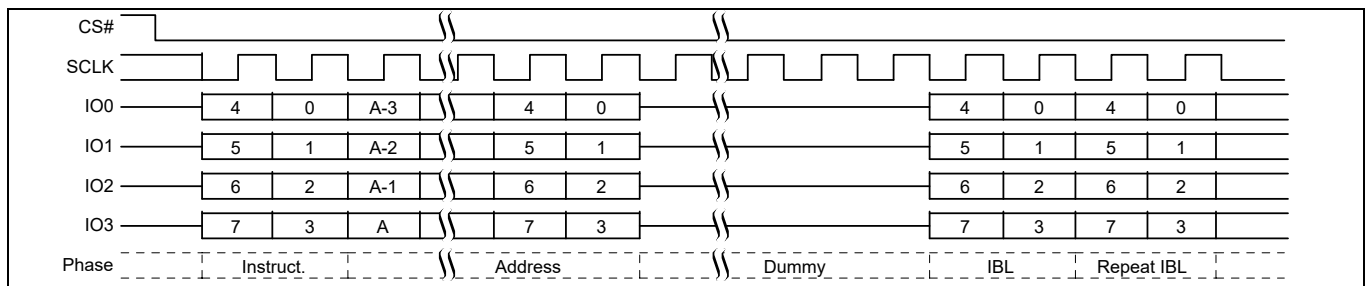 CS#
SCLK
IO0 4 0 A-3 4 0 4 0 4 0
IO1 5 1 A-2 5 1 5 1 5 1
IO2 6 2 A-1 6 2 6 2 6 2
IO3 7 3 A 7 3 7 3 7 3
Phase Instruct. Address Dummy IBL Repeat IBL